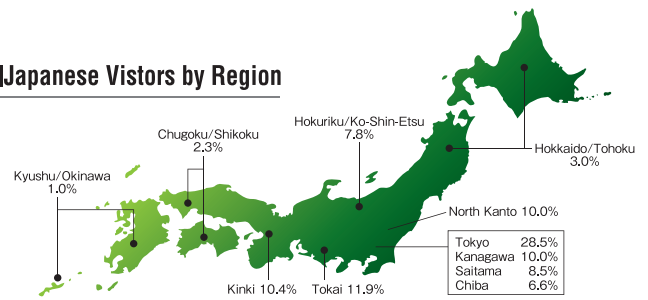 Japanese Vistors by Region
Hokkaido/Tohoku
3.0%
Hokuriku/Ko-Shin-Etsu
7.8%
Chugoku/Shikoku
2.3%
Kyushu/Okinawa
1.0%
North Kanto 10.0%
Tokyo 28.5%
Kanagawa 10.0%
Saitama 8.5%
Chiba 6.6%
Kinki 10.4%
Tokai 11.9%